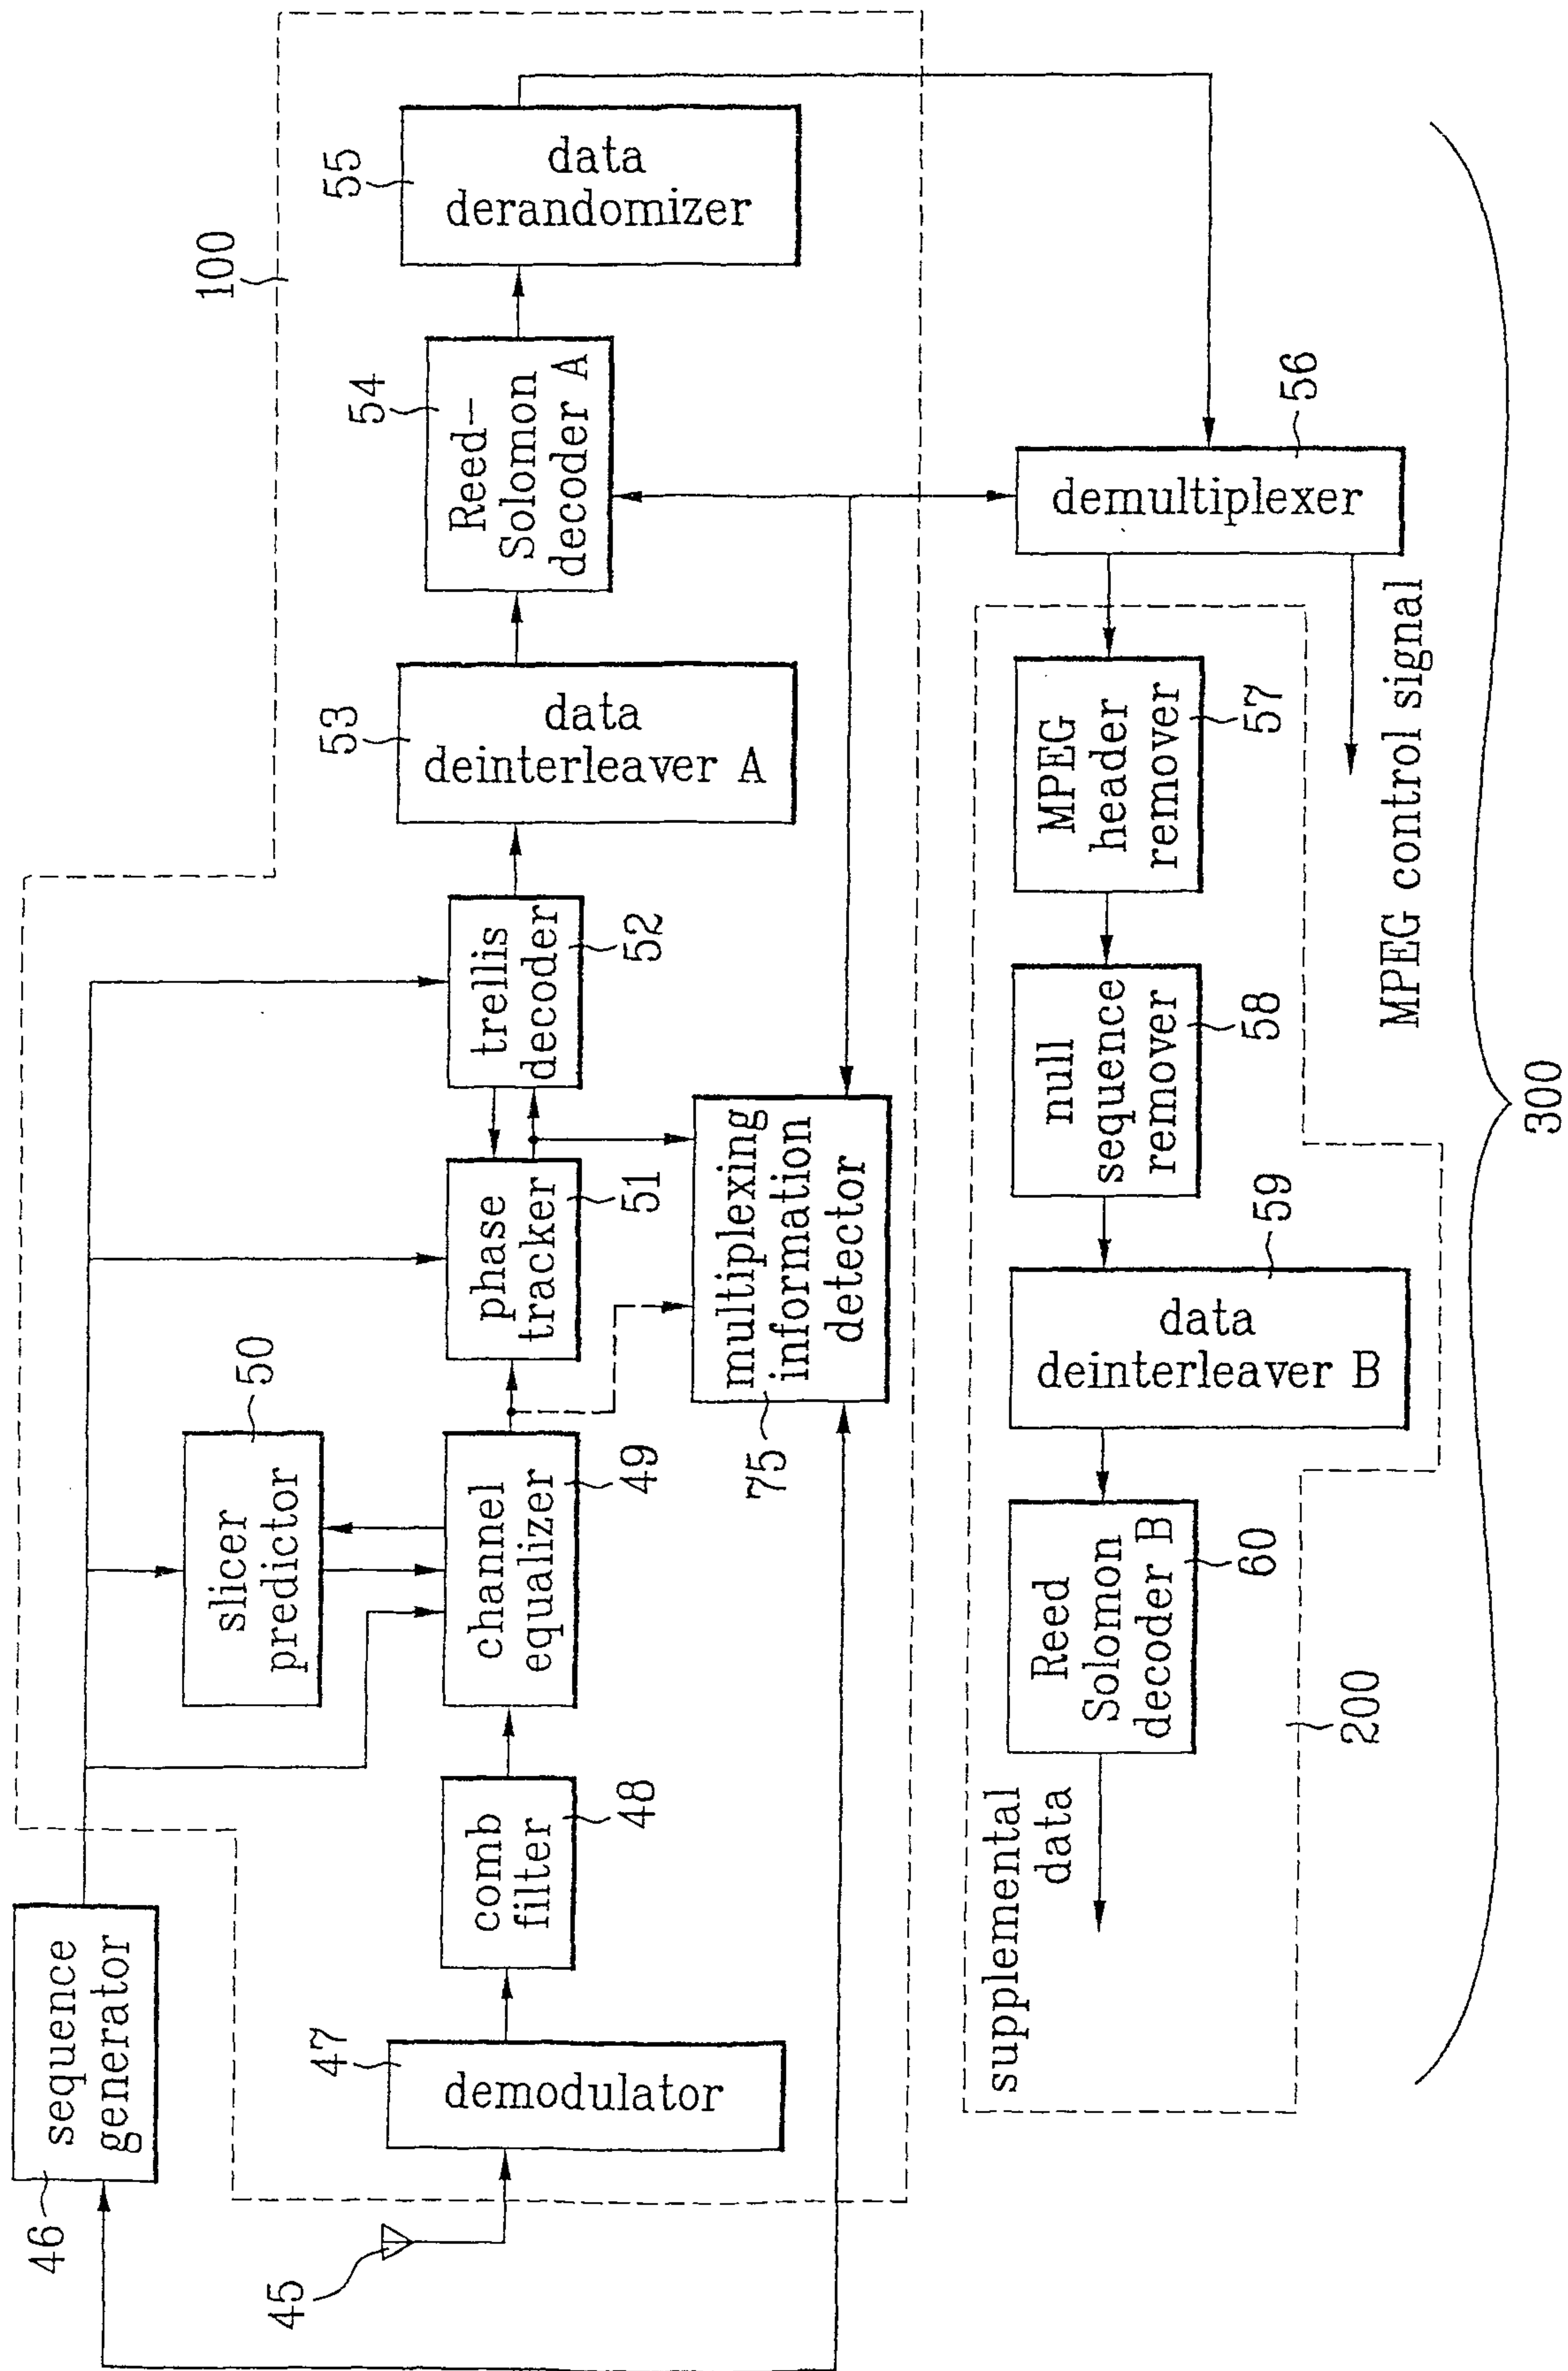 46
sequence
generator
45
47
demodulator
comb
filter
48
channel
equalizer
49
slicer
predictor
50
phase
tracker
51
trellis
decoder
52
53
data
deinterleaver A
54
Reed-
Solomon
decoder A
55
data
derandomizer
100
75
multiplexing
information
detector
demultiplexer
56
MPEG
header
remover
57
null
sequence
remover
58
data
deinterleaver B
59
Reed
Solomon
decoder B
60
supplemental
data
200
MPEG control signal
300